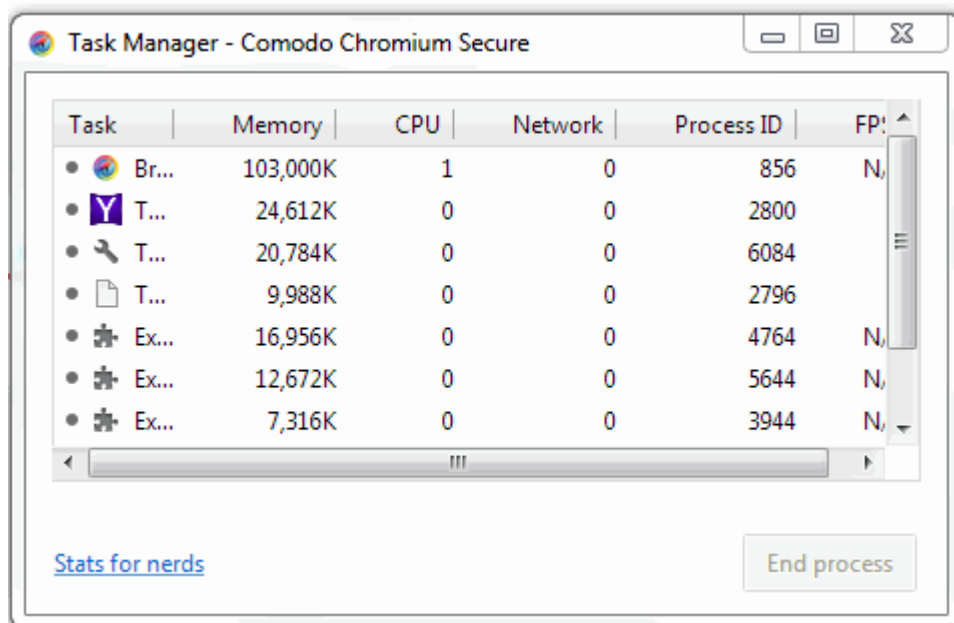 Task Manager - Comodo Chromium Secure
Task Memory CPU Network Process ID FPS
Br... 103,000K 1 0 856 N/
Y T... 24,612K 0 0 2800
T... 20,784K 0 0 6084
T... 9,988K 0 0 2796
Ex... 16,956K 0 0 4764 N/
Ex... 12,672K 0 0 5644 N/
Ex... 7,316K 0 0 3944 N/
Stats for nerds End process